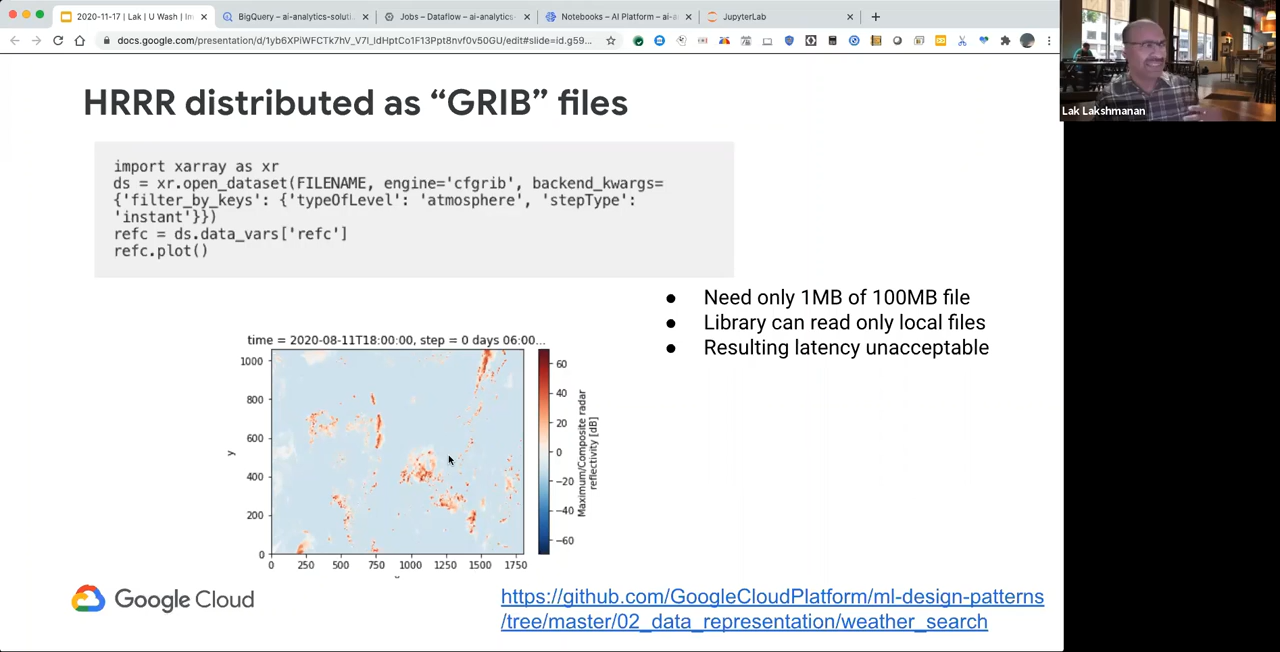 2020-11-17 | Lak | U Wash | Im
BigQuery – ai-analytics-soluti
Jobs – Dataflow – ai-analytics-
Notebooks – AI Platform – ai-a
JupyterLab
docs.google.com/presentation/d/1yb6XPiWFCTk7hV_V7I_IdHptCo1F13Ppt8nvf0v50GU/edit#slide=id.g59...
Lak Lakshmanan
HRRR distributed as “GRIB” files
import xarray as xr
ds = xr.open_dataset(FILENAME, engine='cfgrib', backend_kwargs=
{'filter_by_keys': {'typeOfLevel': 'atmosphere', 'stepType':
'instant'}})
refc = ds.data_vars['refc']
refc.plot()
● Need only 1MB of 100MB file
● Library can read only local files
● Resulting latency unacceptable
time = 2020-08-11T18:00:00, step = 0 days 06:00...
1000
800
600
400
200
0
y
0 250 500 750 1000 1250 1500 1750
60
40
20
0
−20
−40
−60
Maximum/Composite radar
reflectivity [dB]
Google Cloud
https://github.com/GoogleCloudPlatform/ml-design-patterns
/tree/master/02_data_representation/weather_search